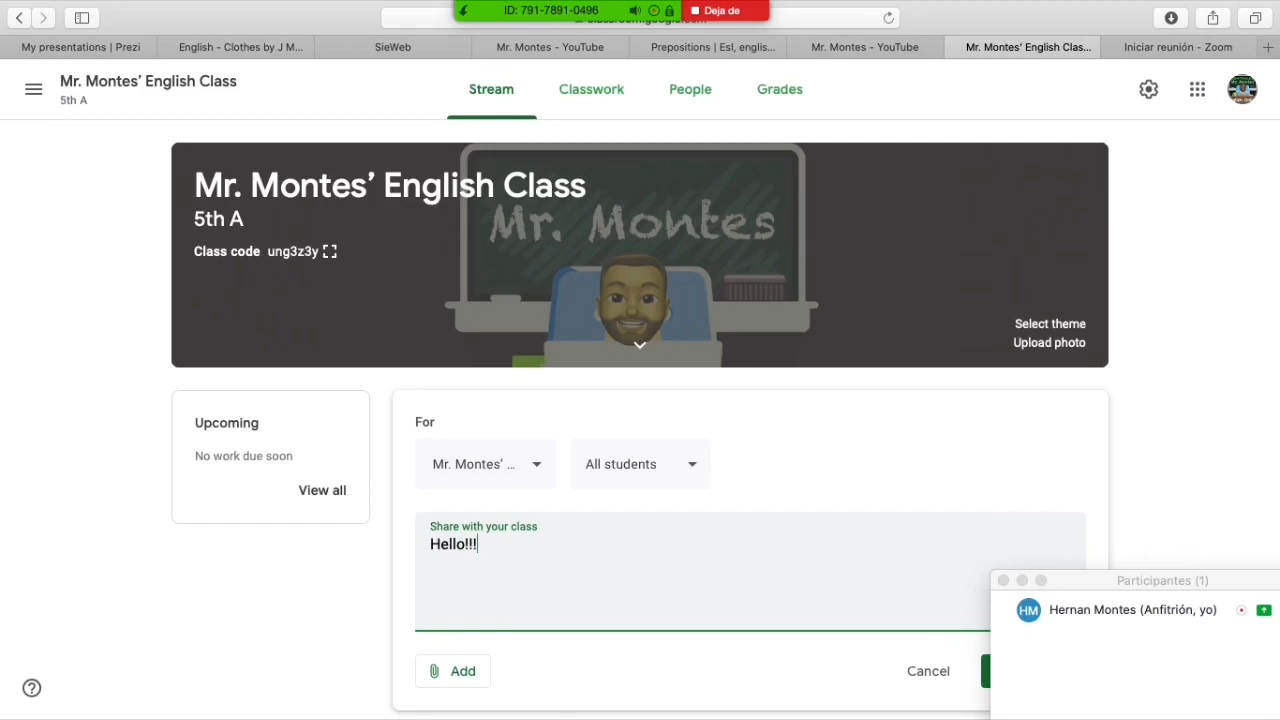 ID: 791-7891-0496
Deja de
My presentations | Prezi
English - Clothes by J M...
SieWeb
Mr. Montes - YouTube
Prepositions | Esl, englis...
Mr. Montes - YouTube
Mr. Montes' English Clas...
Iniciar reunión - Zoom
Mr. Montes' English Class
5th A
Stream
Classwork
People
Grades
Mr. Montes' English Class
5th A
Class code ung3z3y
Mr. Montes
Select theme
Upload photo
Upcoming
No work due soon
View all
For
Mr. Montes' ...
All students
Share with your class
Hello!!!
Add
Cancel
Participantes (1)
HM
Hernan Montes (Anfitrión, yo)